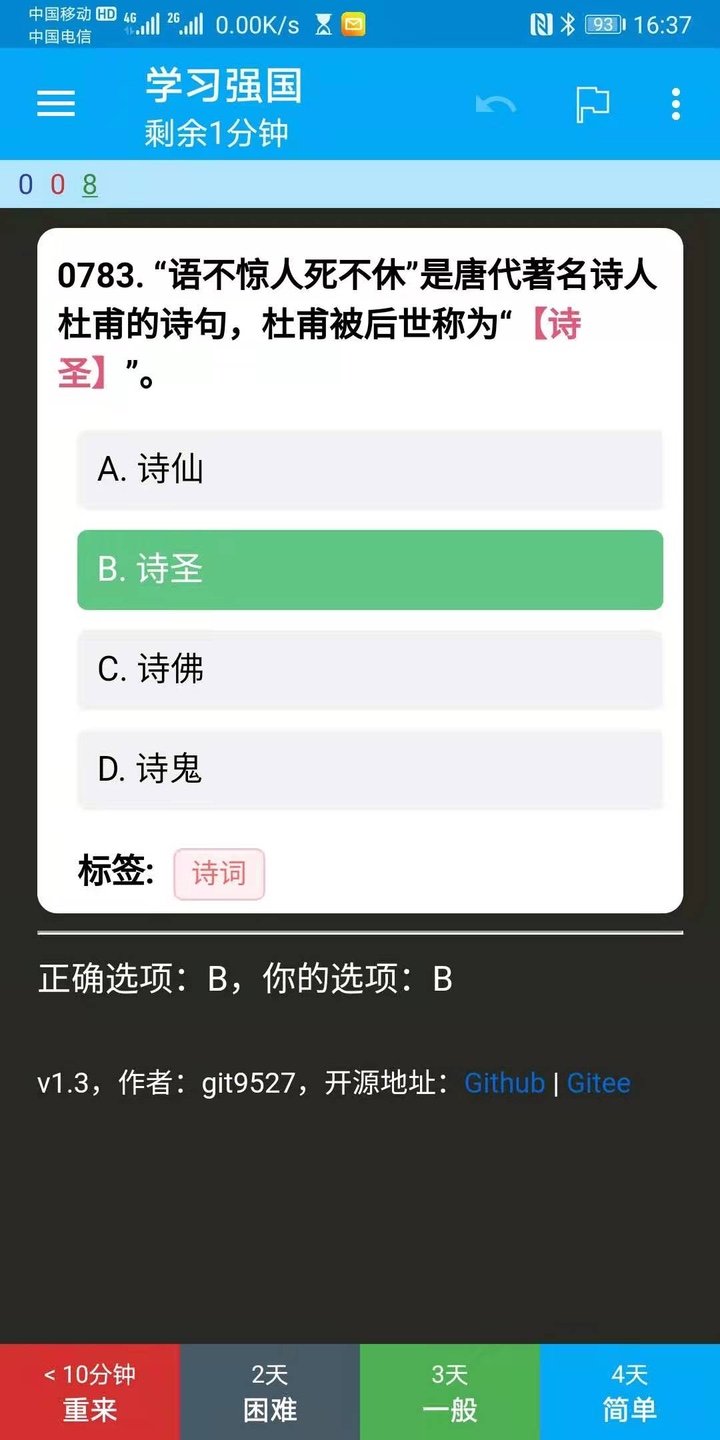 中国移动 HD 4G 2G 0.00K/s 93 16:37
中国电信
学习强国
剩余1分钟
0 0 8
0783. “语不惊人死不休”是唐代著名诗人
杜甫的诗句，杜甫被后世称为“【诗
圣】”。
A. 诗仙
B. 诗圣
C. 诗佛
D. 诗鬼
标签: 诗词
正确选项：B，你的选项：B
v1.3，作者：git9527，开源地址：Github | Gitee
< 10分钟 2天 3天 4天
重来 困难 一般 简单